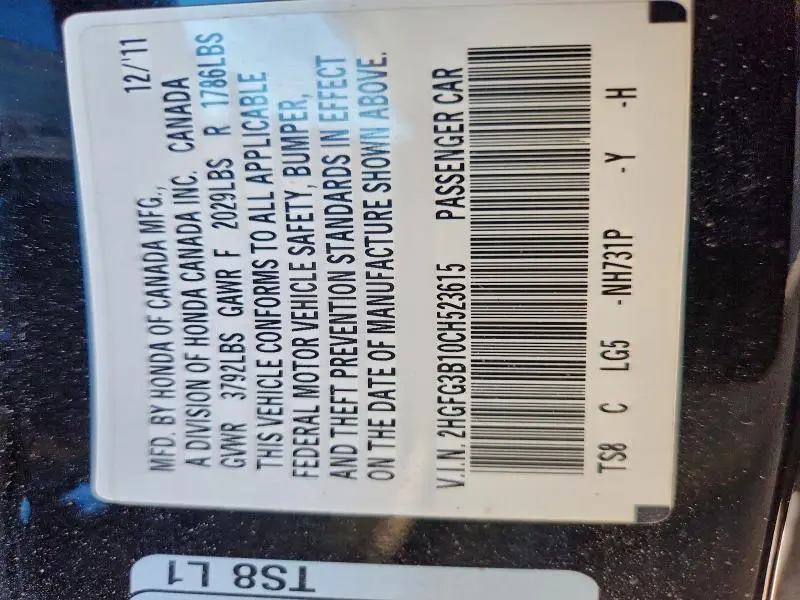 MFD. BY HONDA OF CANADA MFG., 12/'11
A DIVISION OF HONDA CANADA INC. CANADA
GVWR 3792LBS GAWR F 2029LBS R 1786LBS
THIS VEHICLE CONFORMS TO ALL APPLICABLE
FEDERAL MOTOR VEHICLE SAFETY, BUMPER,
AND THEFT PREVENTION STANDARDS IN EFFECT
ON THE DATE OF MANUFACTURE SHOWN ABOVE.
V.I.N. 2HGFG3B10CH523615 PASSENGER CAR
TS8 C LG5 -NH731P -Y -H
TS8 L1